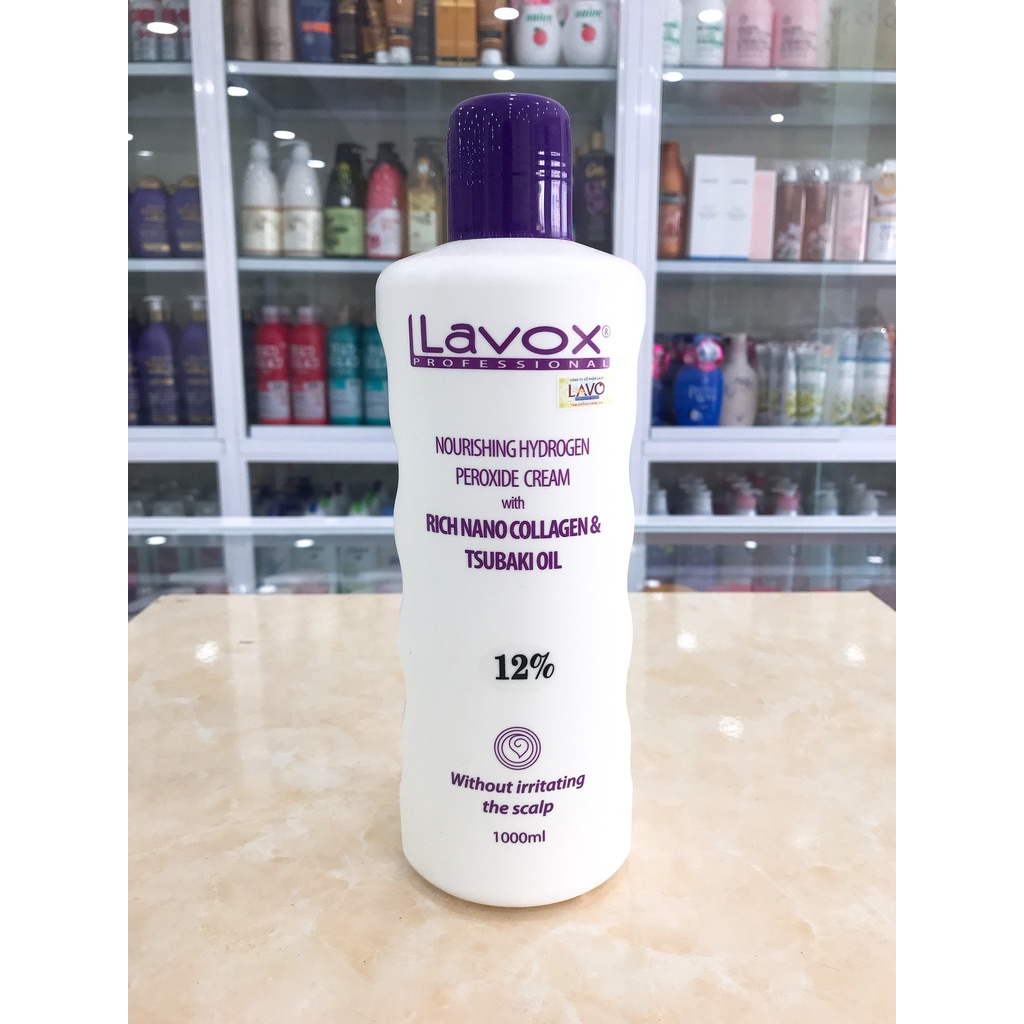 Lavox®
PROFESSIONAL
LAVO
NOURISHING HYDROGEN
PEROXIDE CREAM
with
RICH NANO COLLAGEN &
TSUBAKI OIL
12%
Without irritating
the scalp
1000ml